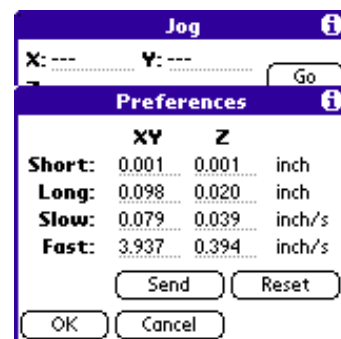 Jog
X: --- Y: ---
Go
Preferences
XY Z
Short: 0.001 0.001 inch
Long: 0.098 0.020 inch
Slow: 0.079 0.039 inch/s
Fast: 3.937 0.394 inch/s
Send Reset
OK Cancel